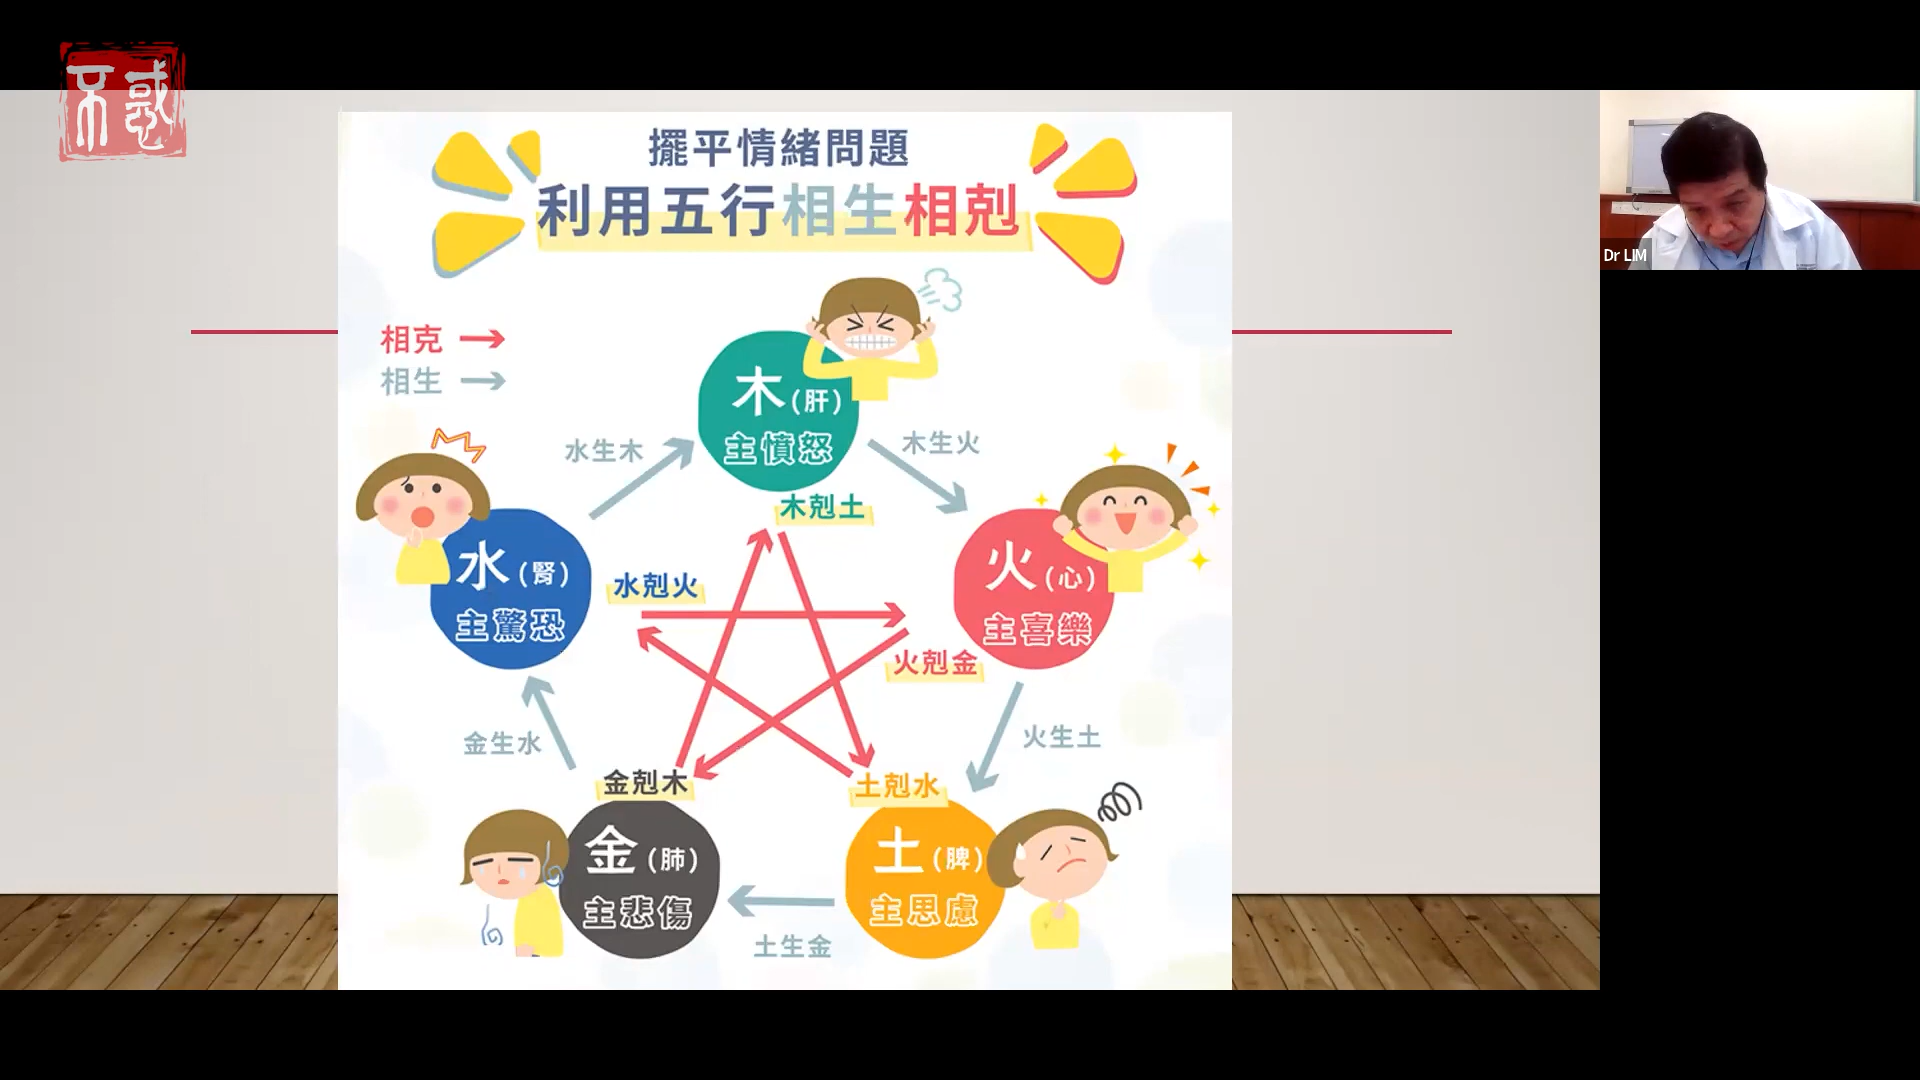 不惑
擺平情緒問題
利用五行相生相剋
相克
相生
木(肝)
主憤怒
水生木
木生火
木剋土
水(腎)
主驚恐
水剋火
火(心)
主喜樂
火剋金
金生水
火生土
金剋木
土剋水
金(肺)
主悲傷
土(脾)
主思慮
土生金
Dr LIM